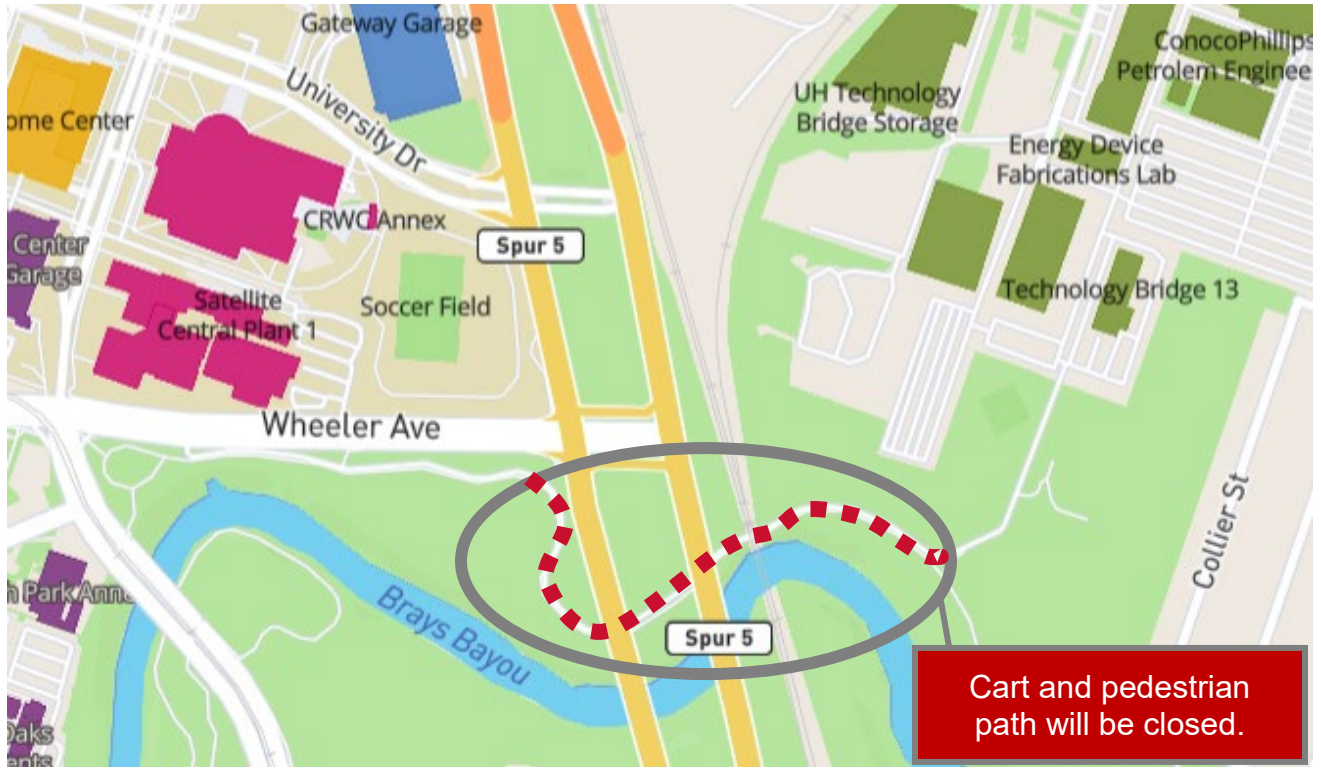 Gateway Garage
University Dr
ome Center
CRWC Annex
Center
Garage
Spur 5
Satellite
Central Plant 1
Soccer Field
Wheeler Ave
UH Technology
Bridge Storage
ConocoPhillips
Petrolem Enginee
Energy Device
Fabrications Lab
Technology Bridge 13
Collier St
n Park Anne
Brays Bayou
Spur 5
Oaks
ents
Cart and pedestrian
path will be closed.